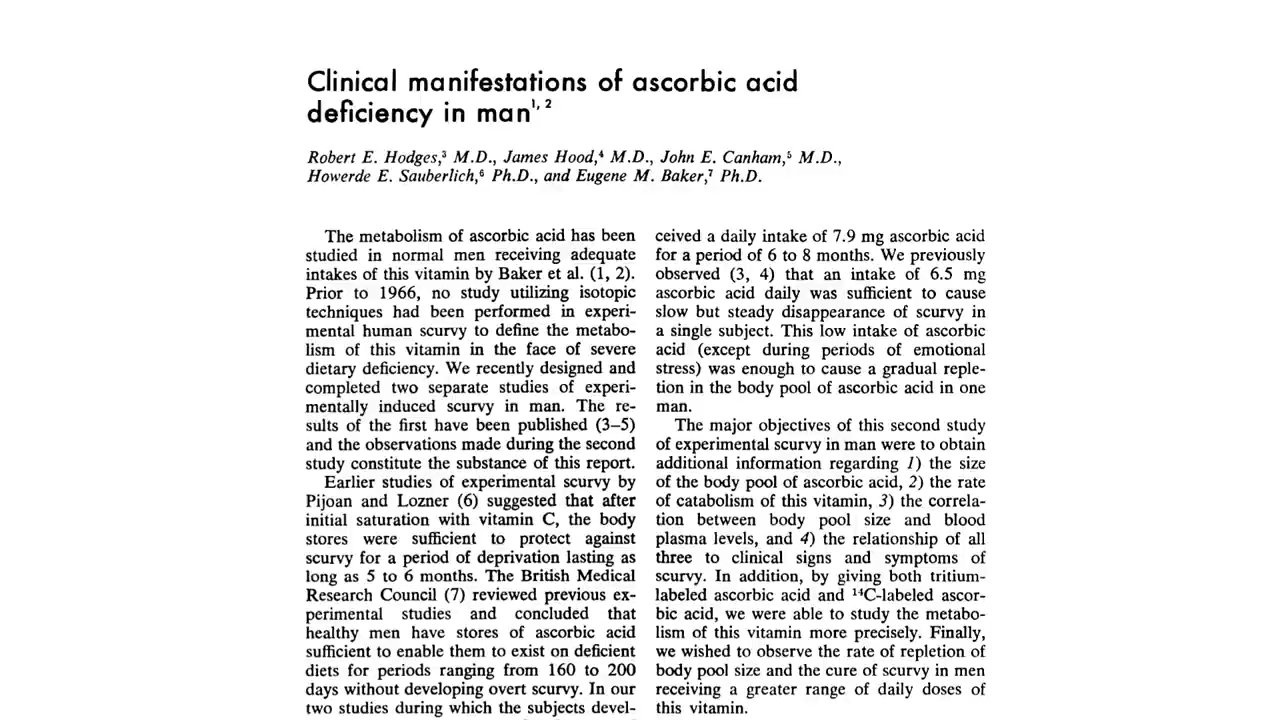 Clinical manifestations of ascorbic acid
deficiency in man1, 2
Robert E. Hodges,3 M.D., James Hood,4 M.D., John E. Canham,5 M.D.,
Howerde E. Sauberlich,6 Ph.D., and Eugene M. Baker,7 Ph.D.
The metabolism of ascorbic acid has been
studied in normal men receiving adequate
intakes of this vitamin by Baker et al. (1, 2).
Prior to 1966, no study utilizing isotopic
techniques had been performed in experi-
mental human scurvy to define the metabo-
lism of this vitamin in the face of severe
dietary deficiency. We recently designed and
completed two separate studies of experi-
mentally induced scurvy in man. The re-
sults of the first have been published (3–5)
and the observations made during the second
study constitute the substance of this report.
Earlier studies of experimental scurvy by
Pijoan and Lozner (6) suggested that after
initial saturation with vitamin C, the body
stores were sufficient to protect against
scurvy for a period of deprivation lasting as
long as 5 to 6 months. The British Medical
Research Council (7) reviewed previous ex-
perimental studies and concluded that
healthy men have stores of ascorbic acid
sufficient to enable them to exist on deficient
diets for periods ranging from 160 to 200
days without developing overt scurvy. In our
two studies during which the subjects devel-
ceived a daily intake of 7.9 mg ascorbic acid
for a period of 6 to 8 months. We previously
observed (3, 4) that an intake of 6.5 mg
ascorbic acid daily was sufficient to cause
slow but steady disappearance of scurvy in
a single subject. This low intake of ascorbic
acid (except during periods of emotional
stress) was enough to cause a gradual reple-
tion in the body pool of ascorbic acid in one
man.
The major objectives of this second study
of experimental scurvy in man were to obtain
additional information regarding 1) the size
of the body pool of ascorbic acid, 2) the rate
of catabolism of this vitamin, 3) the correla-
tion between body pool size and blood
plasma levels, and 4) the relationship of all
three to clinical signs and symptoms of
scurvy. In addition, by giving both tritium-
labeled ascorbic acid and 14C-labeled ascor-
bic acid, we were able to study the metabo-
lism of this vitamin more precisely. Finally,
we wished to observe the rate of repletion of
body pool size and the cure of scurvy in men
receiving a greater range of daily doses of
this vitamin.